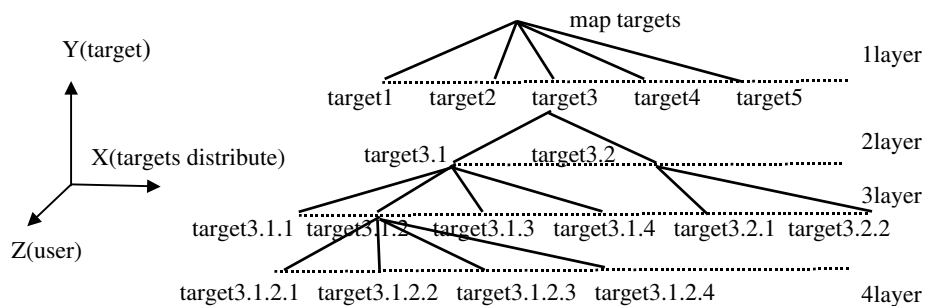 map targets
Y(target)
1layer
target1 target2 target3 target4 target5
2layer
target3.1 target3.2
X(targets distribute)
3layer
target3.1.1 target3.1.2 target3.1.3 target3.1.4 target3.2.1 target3.2.2
Z(user)
target3.1.2.1 target3.1.2.2 target3.1.2.3 target3.1.2.4
4layer